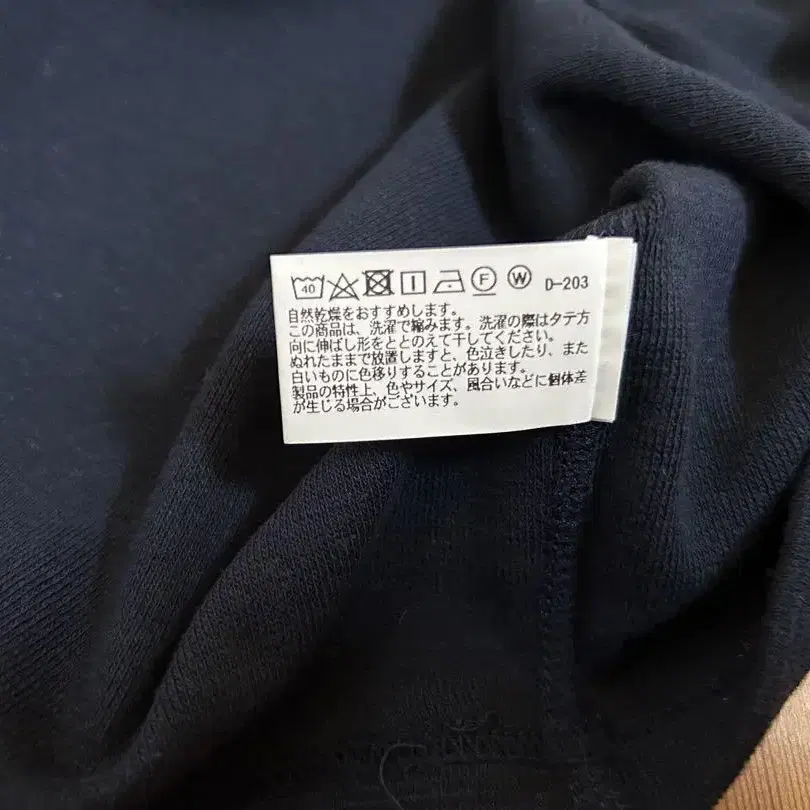 40 F W D-203
自然乾燥をおすすめします。
この商品は、洗濯で縮みます。洗濯の際はタテ方
向に伸ばし形をととのえて干してください。
ぬれたままで放置しますと、色泣きしたり、また
白いものに色移りすることがあります。
製品の特性上、色やサイズ、風合いなどに個体差
が生じる場合がございます。